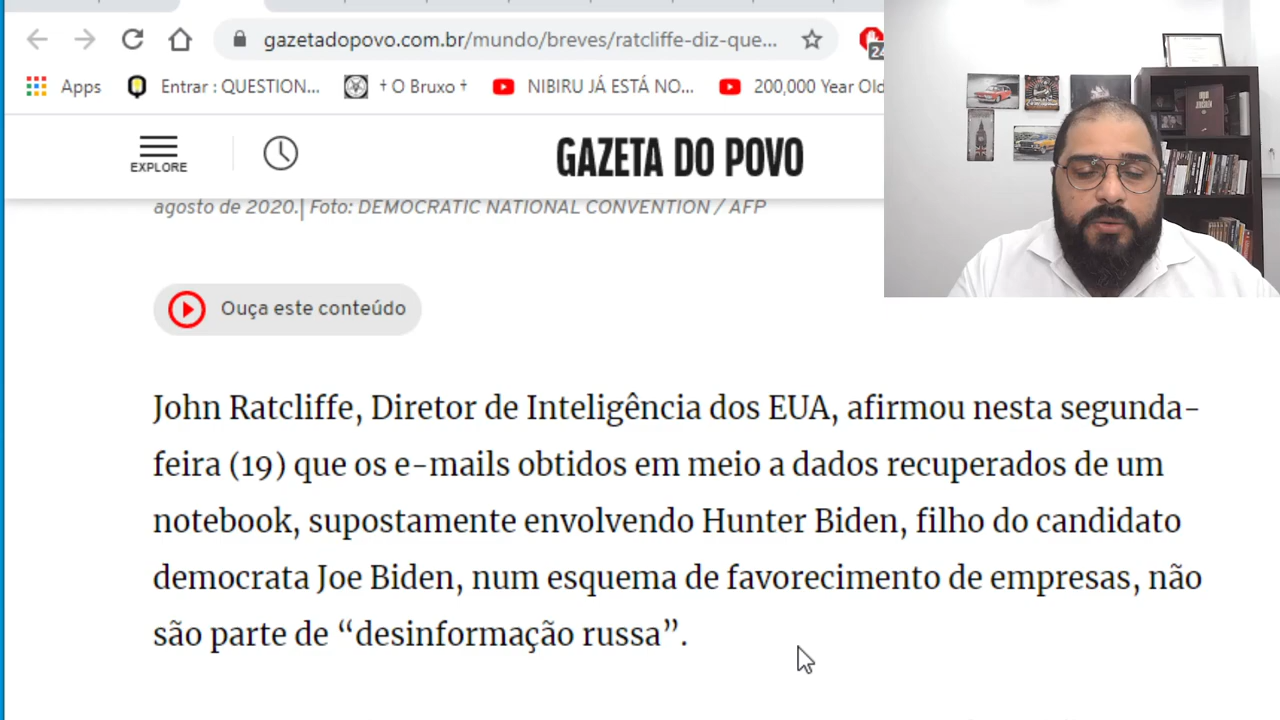 gazetadopovo.com.br/mundo/breves/ratcliffe-diz-que...
24
Apps Entrar : QUESTION... † O Bruxo † NIBIRU JÁ ESTÁ NO... 200,000 Year Old
EXPLORE
GAZETA DO POVO
agosto de 2020.| Foto: DEMOCRATIC NATIONAL CONVENTION / AFP
Ouça este conteúdo
John Ratcliffe, Diretor de Inteligência dos EUA, afirmou nesta segunda-
feira (19) que os e-mails obtidos em meio a dados recuperados de um
notebook, supostamente envolvendo Hunter Biden, filho do candidato
democrata Joe Biden, num esquema de favorecimento de empresas, não
são parte de “desinformação russa”.